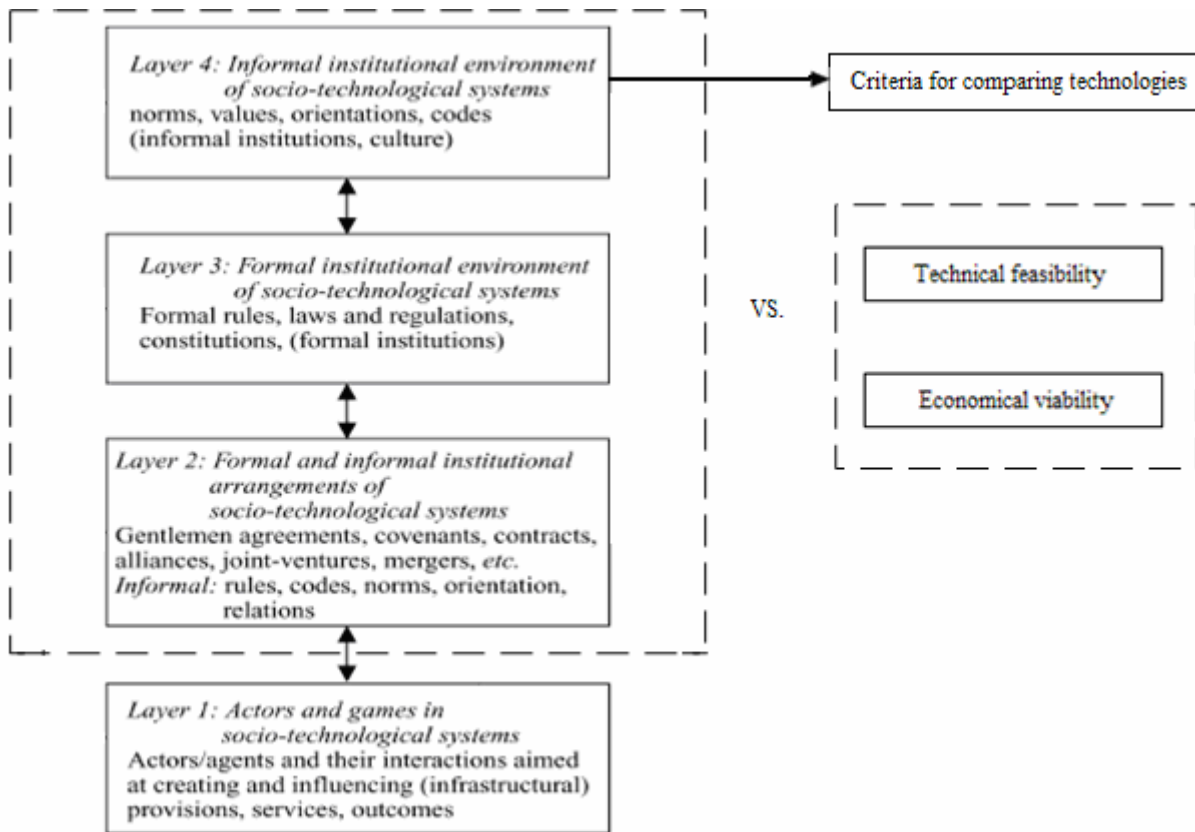 Layer 4: Informal institutional environment
of socio-technological systems
norms, values, orientations, codes
(informal institutions, culture)
Criteria for comparing technologies
Layer 3: Formal institutional environment
of socio-technological systems
Formal rules, laws and regulations,
constitutions, (formal institutions)
VS.
Technical feasibility
Economical viability
Layer 2: Formal and informal institutional
arrangements of
socio-technological systems
Gentlemen agreements, covenants, contracts,
alliances, joint-ventures, mergers, etc.
Informal: rules, codes, norms, orientation,
relations
Layer 1: Actors and games in
socio-technological systems
Actors/agents and their interactions aimed
at creating and influencing (infrastructural)
provisions, services, outcomes